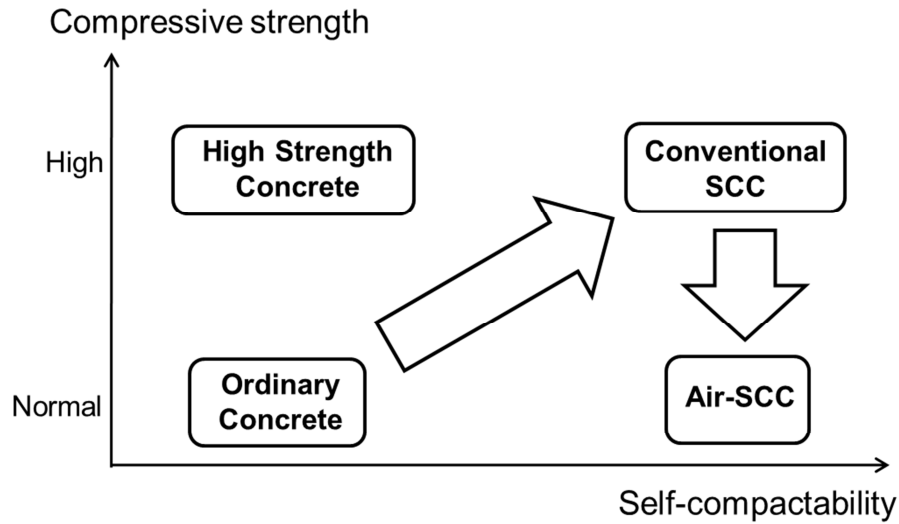 Compressive strength
High
High Strength
Concrete
Conventional
SCC
Normal
Ordinary
Concrete
Air-SCC
Self-compactability